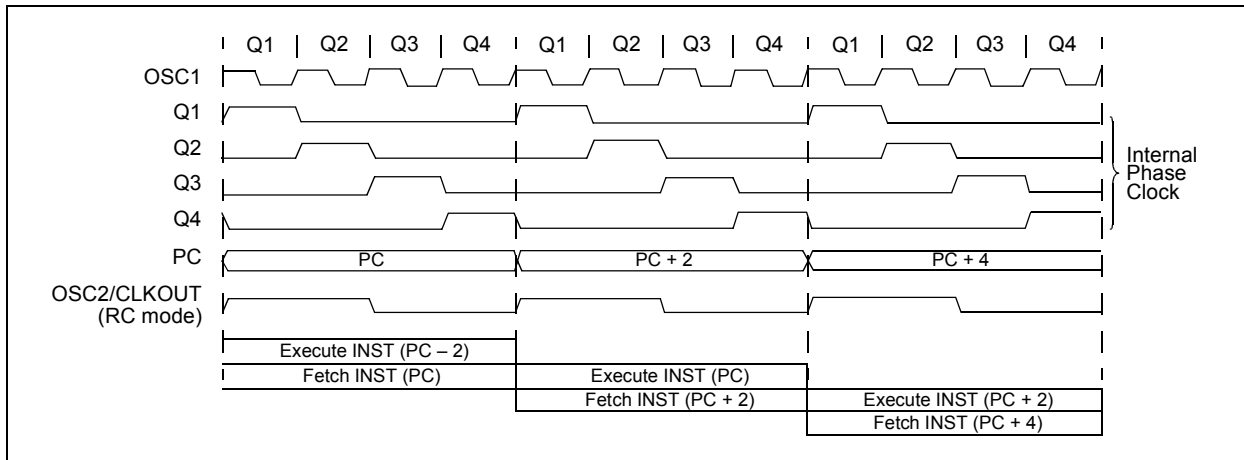 Q1 Q2 Q3 Q4 Q1 Q2 Q3 Q4 Q1 Q2 Q3 Q4
OSC1
Q1
Q2
Q3
Q4
Internal
Phase
Clock
PC PC PC + 2 PC + 4
OSC2/CLKOUT
(RC mode)
Execute INST (PC – 2)
Fetch INST (PC) Execute INST (PC)
Fetch INST (PC + 2) Execute INST (PC + 2)
Fetch INST (PC + 4)